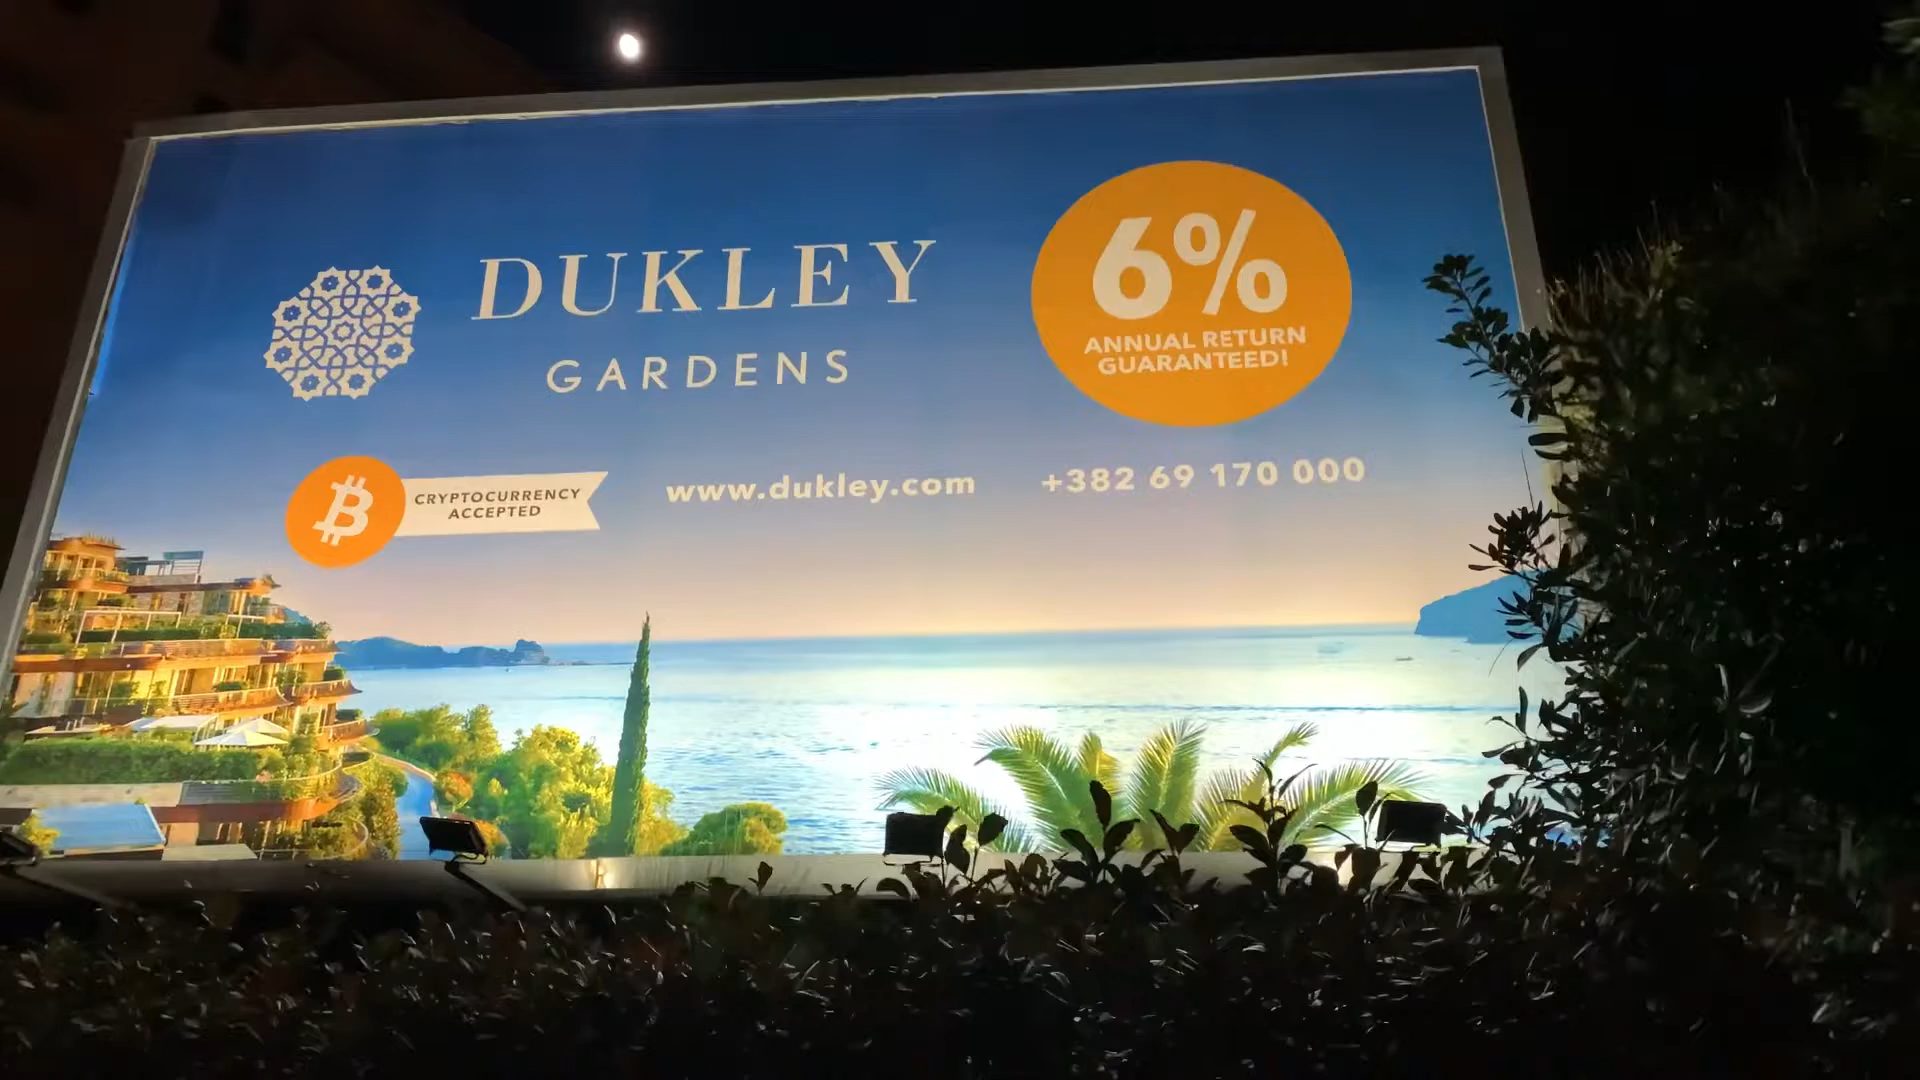 DUKLEY
GARDENS
6%
ANNUAL RETURN
GUARANTEED!
CRYPTOCURRENCY
ACCEPTED
www.dukley.com
+382 69 170 000